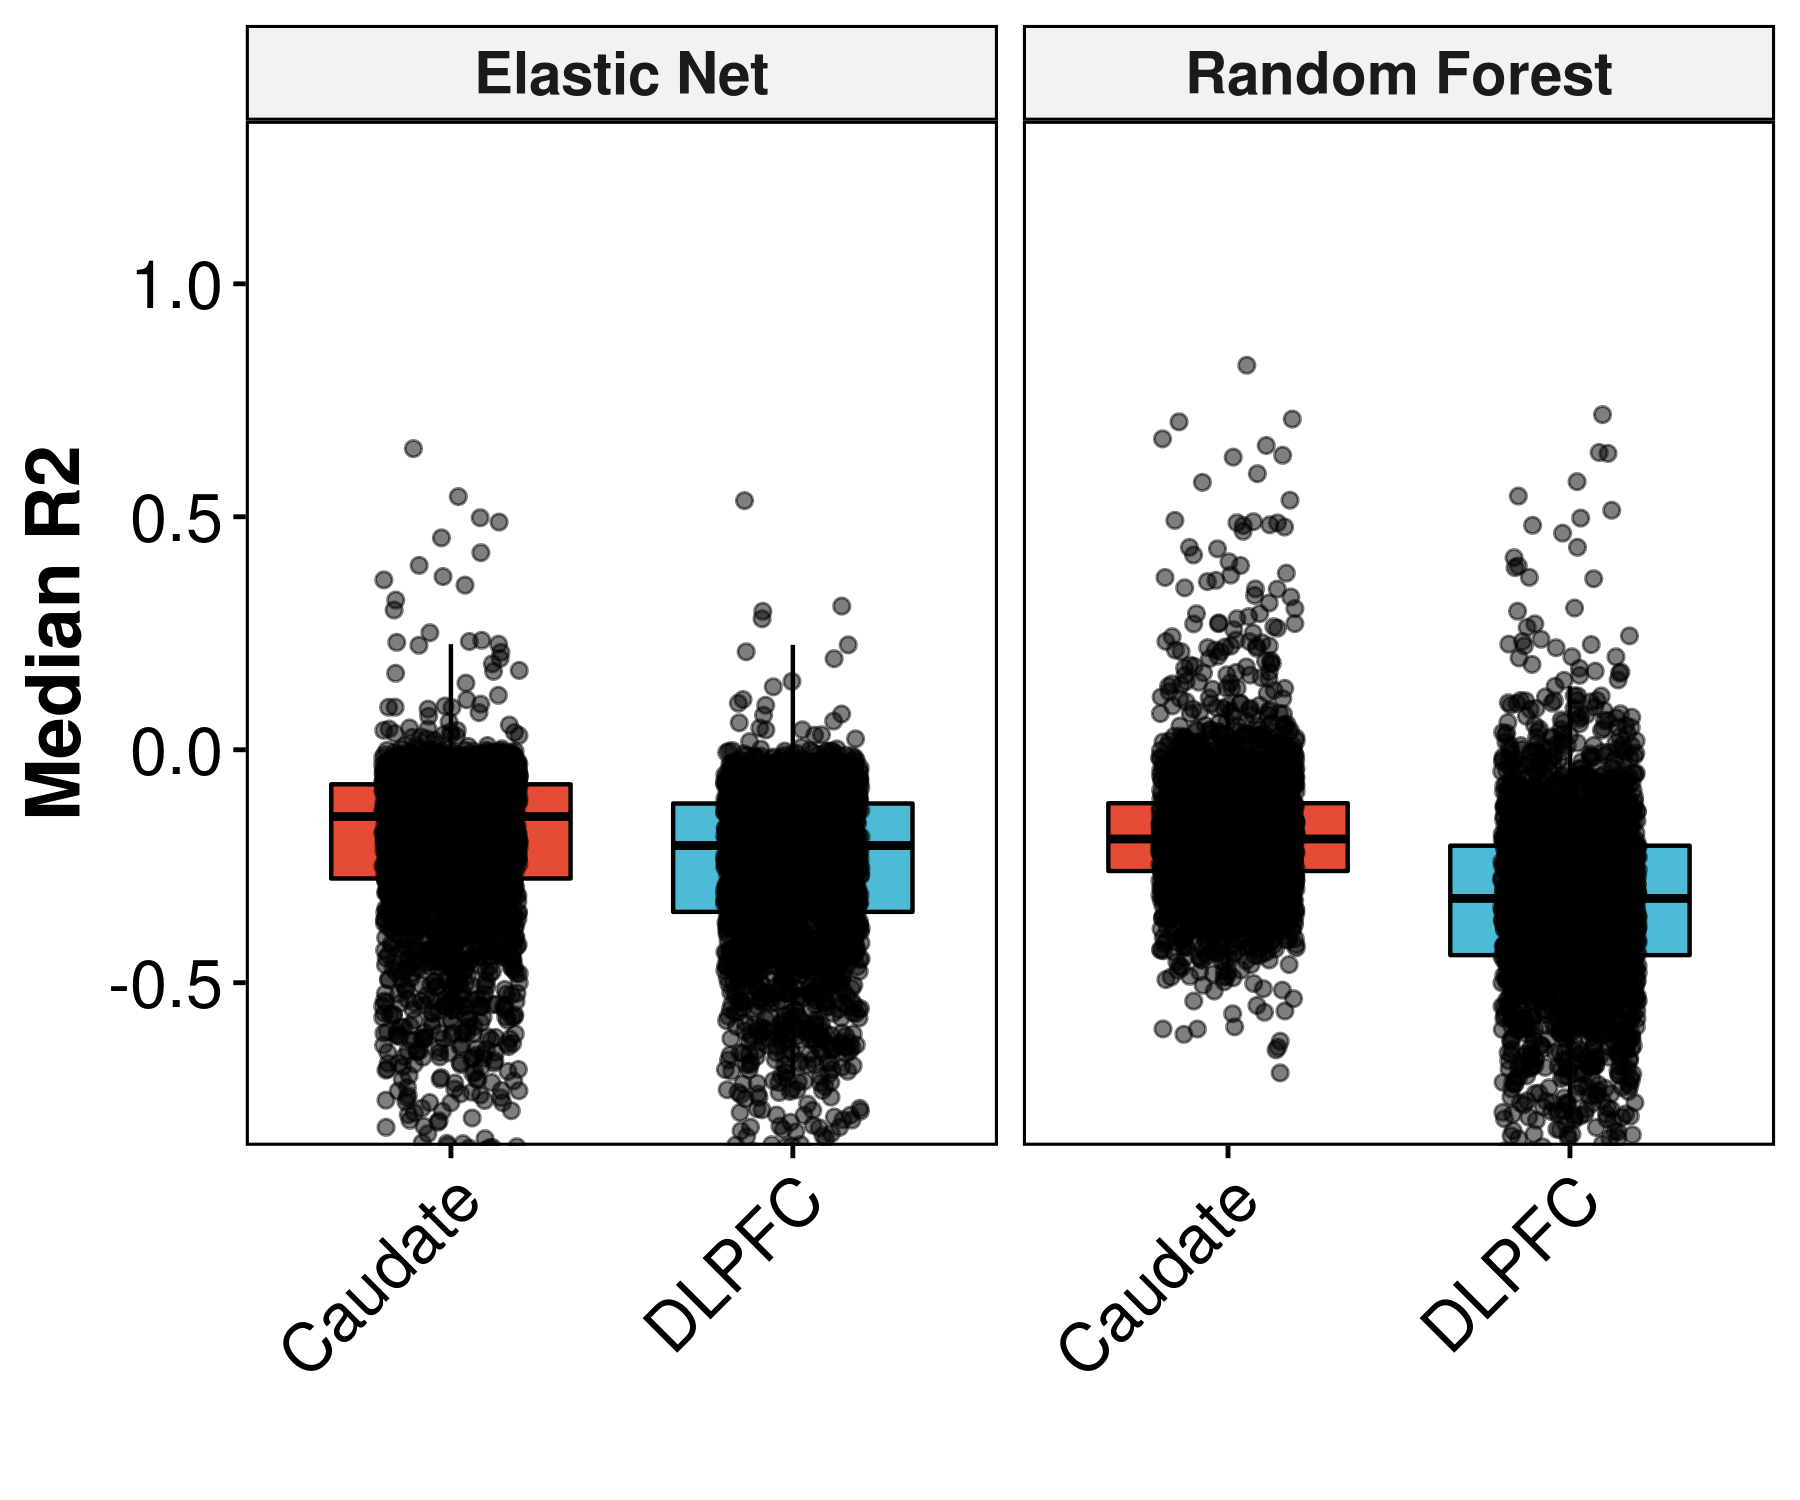 Elastic Net
Random Forest
Median R2
1.0
0.5
0.0
-0.5
Caudate
DLPFC
Caudate
DLPFC